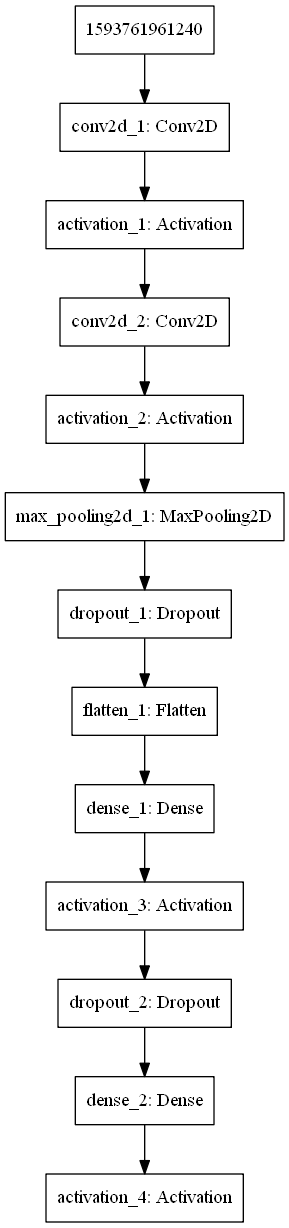 1593761961240
conv2d_1: Conv2D
activation_1: Activation
conv2d_2: Conv2D
activation_2: Activation
max_pooling2d_1: MaxPooling2D
dropout_1: Dropout
flatten_1: Flatten
dense_1: Dense
activation_3: Activation
dropout_2: Dropout
dense_2: Dense
activation_4: Activation